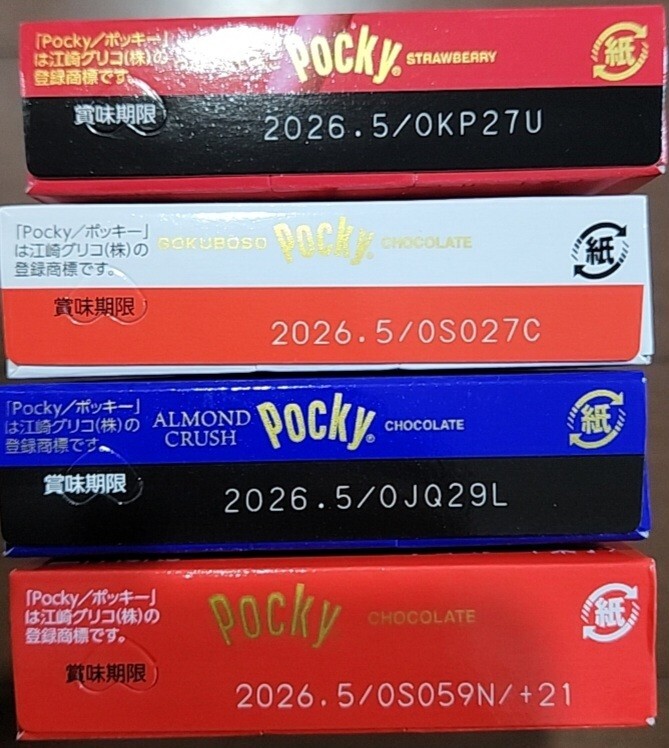 「Pocky／ポッキー」
は江崎グリコ(株)の
登録商標です。
Pocky® STRAWBERRY
紙
賞味期限
2026.5/0KP27U
「Pocky／ポッキー」
は江崎グリコ(株)の
登録商標です。
GOKUBOSO Pocky® CHOCOLATE
紙
賞味期限
2026.5/0S027C
「Pocky／ポッキー」
は江崎グリコ(株)の
登録商標です。
ALMOND
CRUSH
Pocky® CHOCOLATE
紙
賞味期限
2026.5/0JQ29L
「Pocky／ポッキー」
は江崎グリコ(株)の
登録商標です。
Pocky CHOCOLATE
紙
賞味期限
2026.5/0S059N/+21